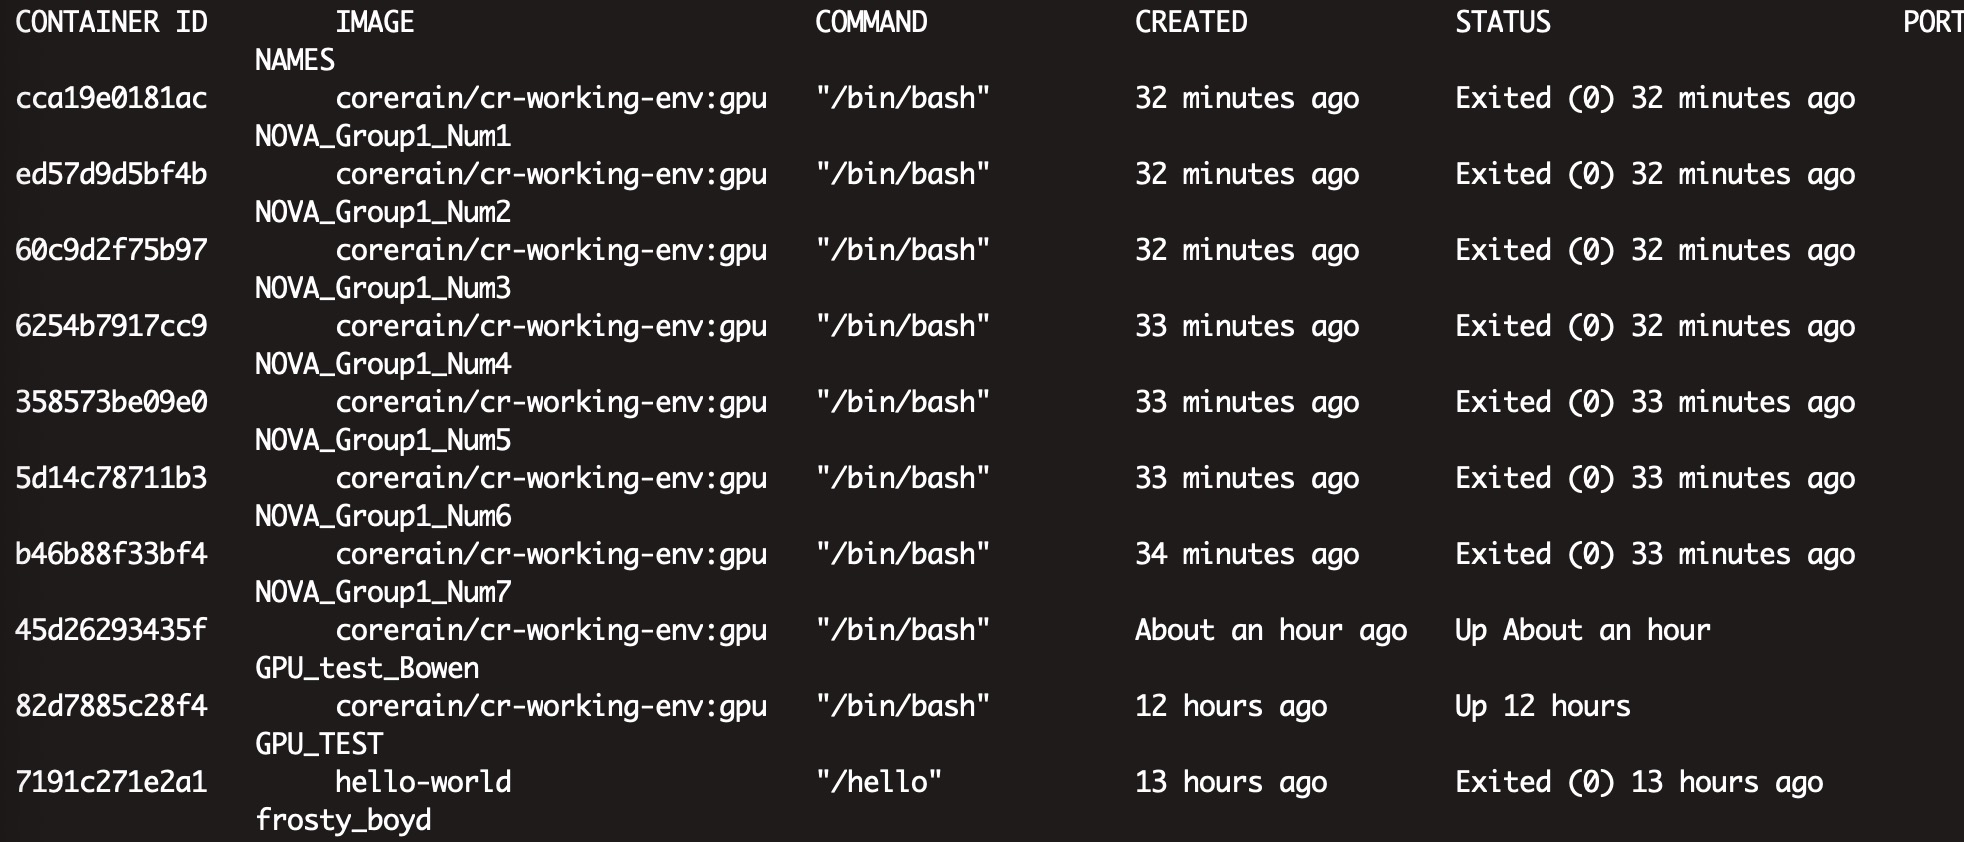 CONTAINER ID        IMAGE                         COMMAND             CREATED             STATUS                      PORT
               NAMES
cca19e0181ac        corerain/cr-working-env:gpu   "/bin/bash"         32 minutes ago      Exited (0) 32 minutes ago
               NOVA_Group1_Num1
ed57d9d5bf4b        corerain/cr-working-env:gpu   "/bin/bash"         32 minutes ago      Exited (0) 32 minutes ago
               NOVA_Group1_Num2
60c9d2f75b97        corerain/cr-working-env:gpu   "/bin/bash"         32 minutes ago      Exited (0) 32 minutes ago
               NOVA_Group1_Num3
6254b7917cc9        corerain/cr-working-env:gpu   "/bin/bash"         33 minutes ago      Exited (0) 32 minutes ago
               NOVA_Group1_Num4
358573be09e0        corerain/cr-working-env:gpu   "/bin/bash"         33 minutes ago      Exited (0) 33 minutes ago
               NOVA_Group1_Num5
5d14c78711b3        corerain/cr-working-env:gpu   "/bin/bash"         33 minutes ago      Exited (0) 33 minutes ago
               NOVA_Group1_Num6
b46b88f33bf4        corerain/cr-working-env:gpu   "/bin/bash"         34 minutes ago      Exited (0) 33 minutes ago
               NOVA_Group1_Num7
45d26293435f        corerain/cr-working-env:gpu   "/bin/bash"         About an hour ago   Up About an hour
               GPU_test_Bowen
82d7885c28f4        corerain/cr-working-env:gpu   "/bin/bash"         12 hours ago        Up 12 hours
               GPU_TEST
7191c271e2a1        hello-world                   "/hello"            13 hours ago        Exited (0) 13 hours ago
               frosty_boyd